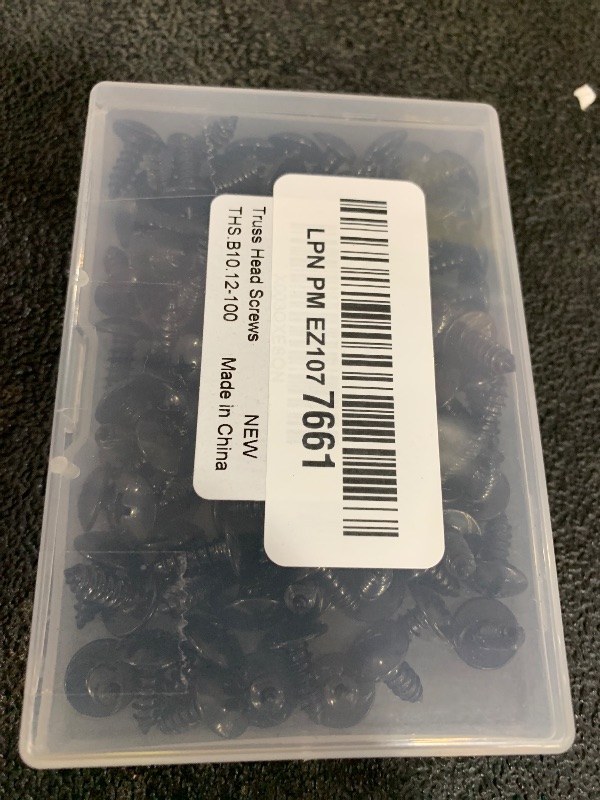 LPN PM EZ107 7661
Truss Head Screws NEW
THS.B10.12-100 Made in China